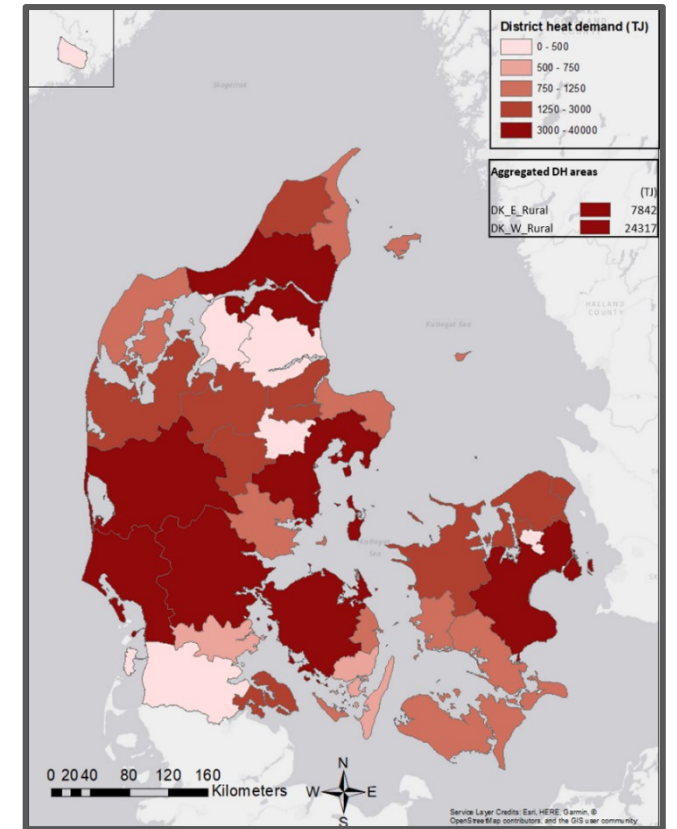 District heat demand (TJ)
0 - 500
500 - 750
750 - 1250
1250 - 3000
3000 - 40000
Aggregated DH areas
(TJ)
DK_E_Rural 7842
DK_W_Rural 24317
Skagerrak
HALLAND
COUNTY
Kattegat Sea
Kattegat
Sea
N
W E
S
0 20 40 80 120 160
Kilometers
Service Layer Credits: Esri, HERE, Garmin, ©
OpenStreetMap contributors, and the GIS user community